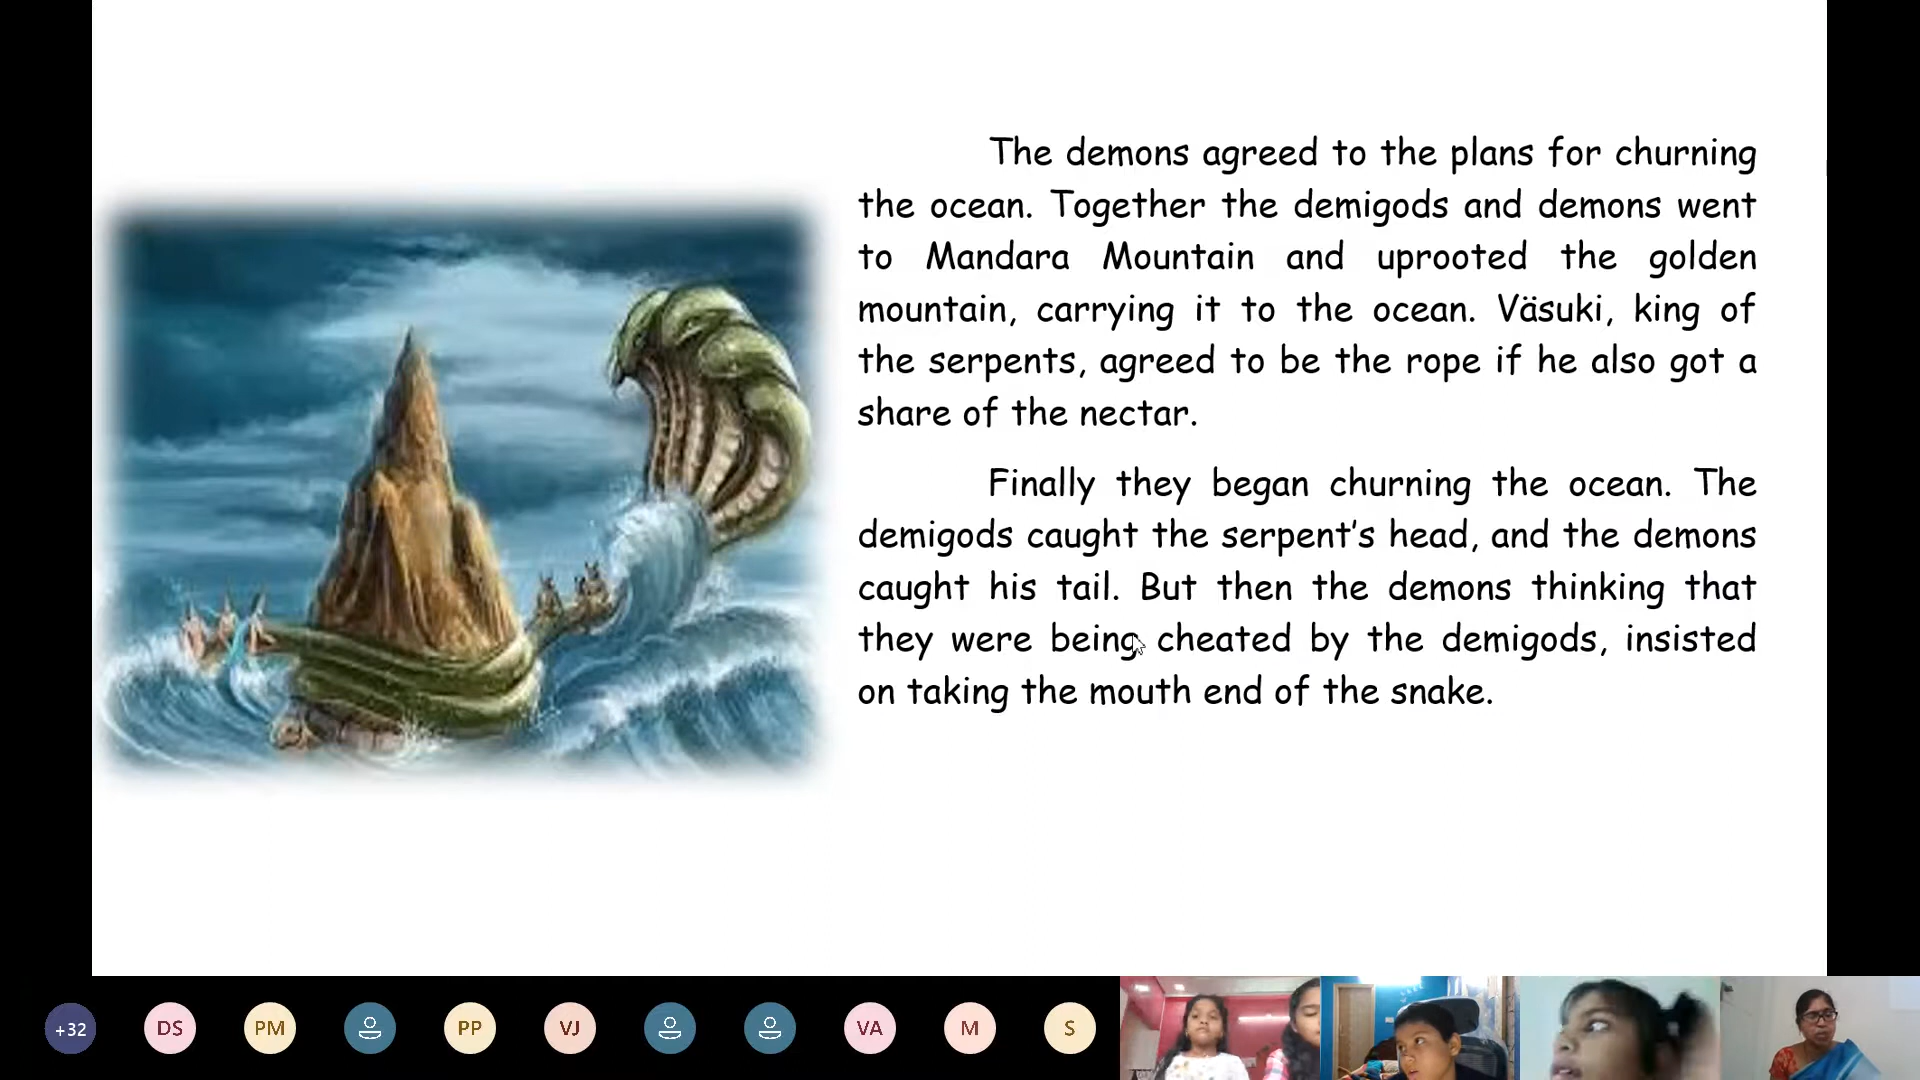 The demons agreed to the plans for churning
the ocean. Together the demigods and demons went
to Mandara Mountain and uprooted the golden
mountain, carrying it to the ocean. Väsuki, king of
the serpents, agreed to be the rope if he also got a
share of the nectar.
Finally they began churning the ocean. The
demigods caught the serpent's head, and the demons
caught his tail. But then the demons thinking that
they were being cheated by the demigods, insisted
on taking the mouth end of the snake.
+32 DS PM PP VJ VA M S